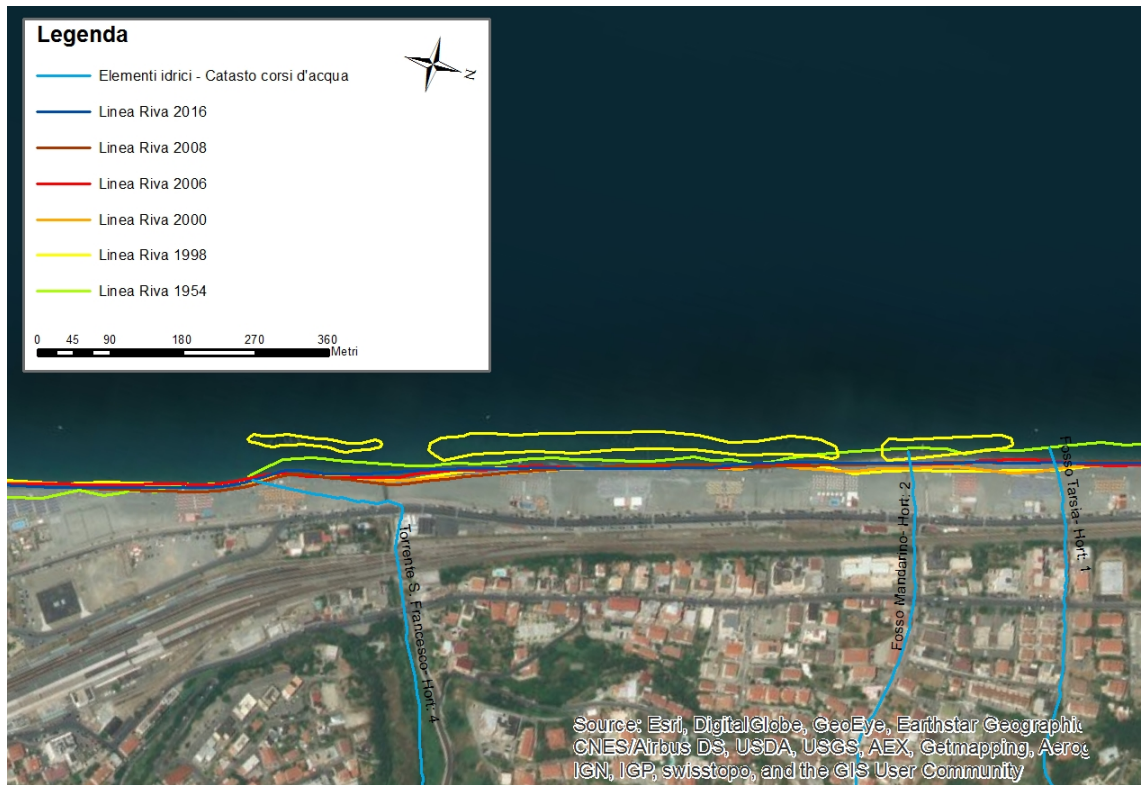 Legenda
N
Elementi idrici - Catasto corsi d'acqua
Linea Riva 2016
Linea Riva 2008
Linea Riva 2006
Linea Riva 2000
Linea Riva 1998
Linea Riva 1954
0 45 90 180 270 360
Metri
Torrente S. Francesco- Hort: 4
Fosso Mandarino- Hort: 2
Fosso Tarsia- Hort: 1
Source: Esri, DigitalGlobe, GeoEye, Earthstar Geographic
CNES/Airbus DS, USDA, USGS, AEX, Getmapping, Aerog
IGN, IGP, swisstopo, and the GIS User Community